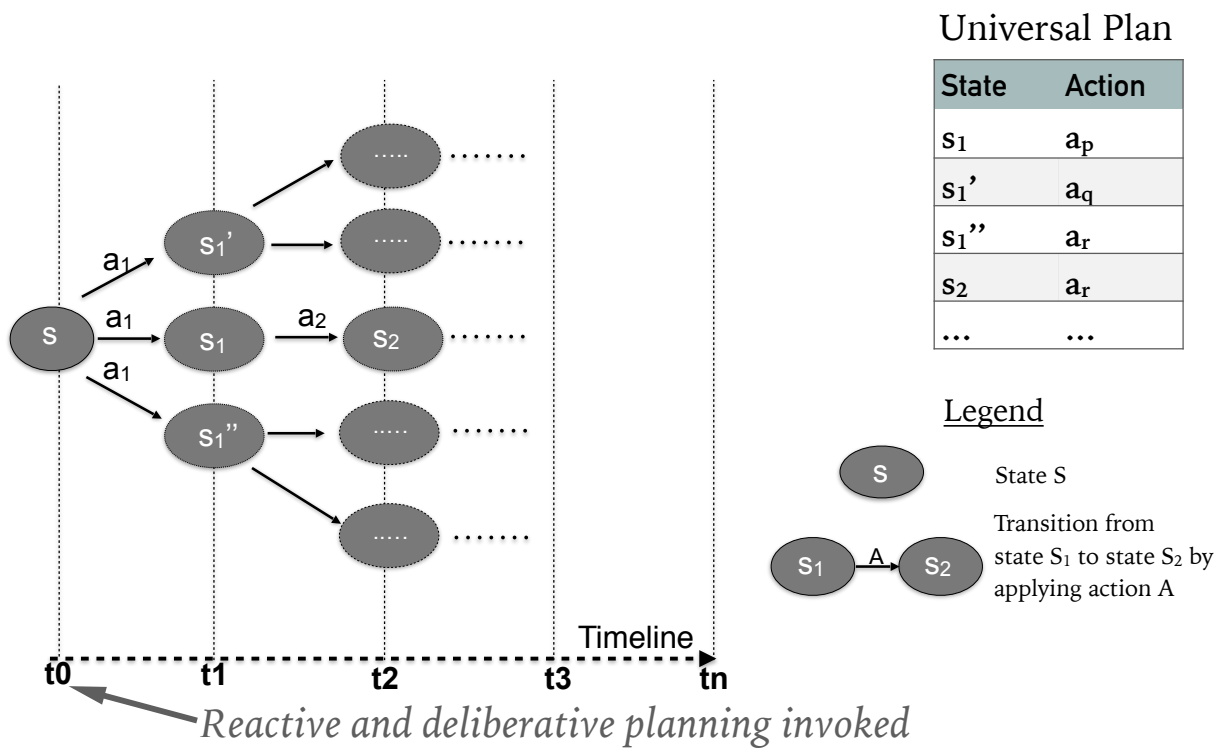 Universal Plan
State Action
s₁ aₚ
s₁’ a_q
s₁” aᵣ
s₂ aᵣ
... ...
.....
.......
s₁’
.....
.......
a₁
s
a₁
s₁
a₂
s₂
.......
a₁
s₁”
.....
.......
.....
.......
Legend
s
State S
s₁
A
s₂
Transition from
state S₁ to state S₂ by
applying action A
Timeline
t0 t1 t2 t3 tn
Reactive and deliberative planning invoked